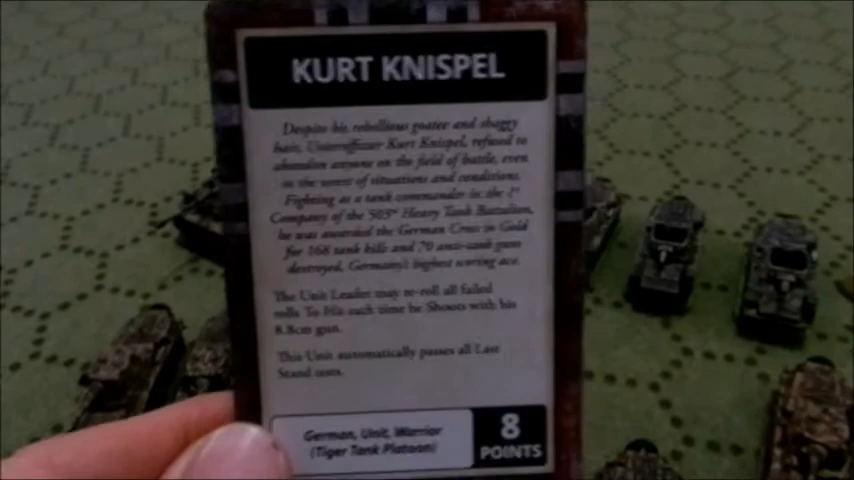 KURT KNISPEL
Despite his rebellious goatee and shaggy
hair, Unteroffizier Kurt Knispel, refused to
abandon anyone on the field of battle, even
in the worst of situations and conditions.
Fighting as a tank commander in the 1st
Company of the 503rd Heavy Tank Battalion,
he was awarded the German Cross in Gold
for 168 tank kills and 70 anti-tank guns
destroyed, Germany's highest scoring ace.
The Unit Leader may re-roll all failed
rolls To Hit each time he Shoots with his
8.8cm gun.
This Unit automatically passes all Last
Stand tests.
German, Unit, Warrior
(Tiger Tank Platoon)
8
POINTS